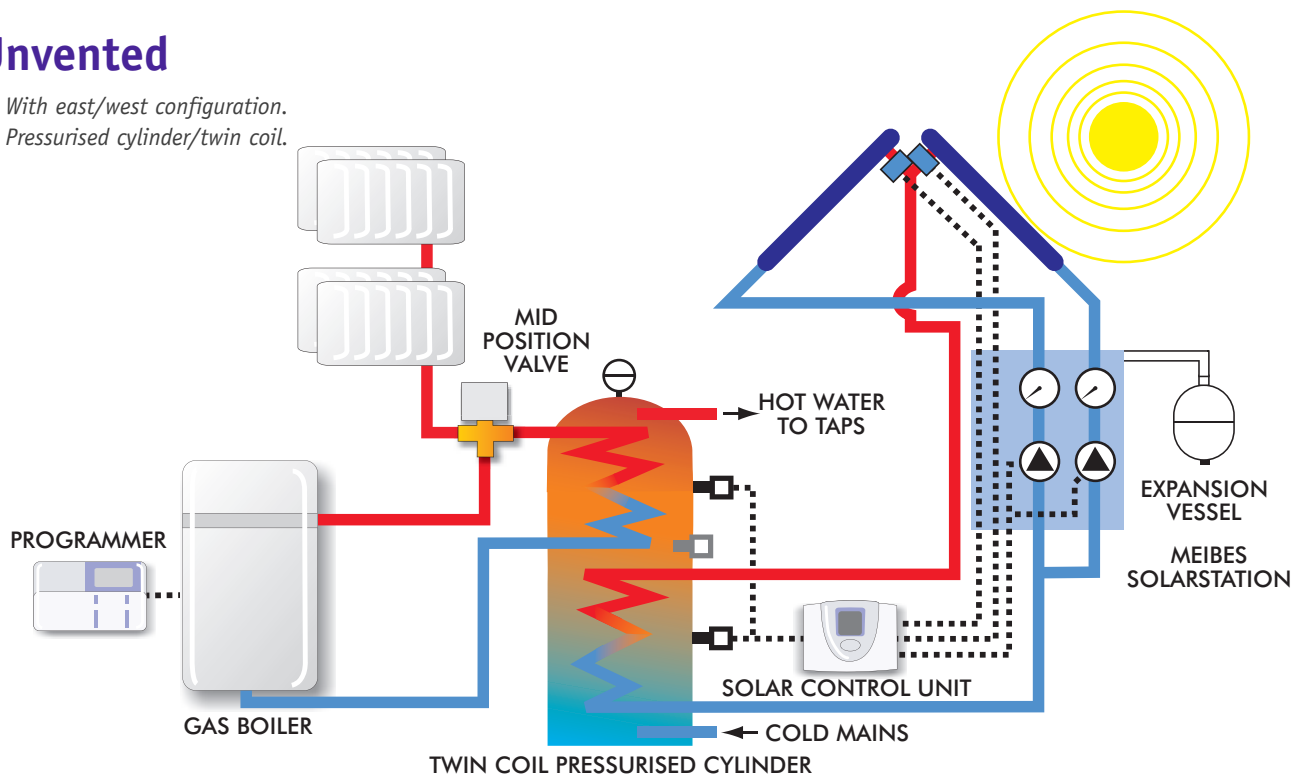 Unvented
With east/west configuration.
Pressurised cylinder/twin coil.
MID
POSITION
VALVE
HOT WATER
TO TAPS
EXPANSION
VESSEL
PROGRAMMER
MEIBES
SOLARSTATION
SOLAR CONTROL UNIT
GAS BOILER
COLD MAINS
TWIN COIL PRESSURISED CYLINDER